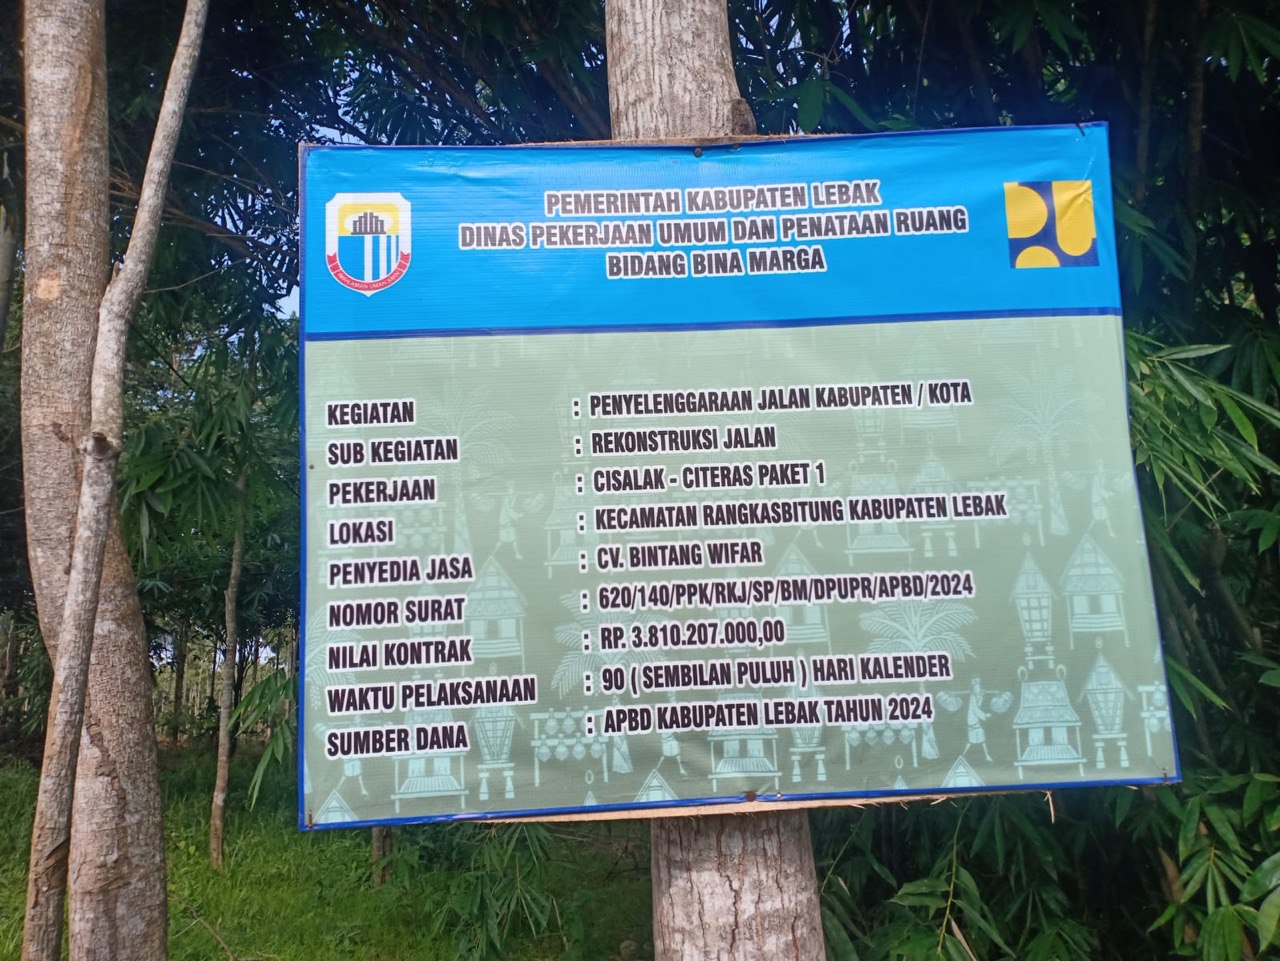 PEMERINTAH KABUPATEN LEBAK
DINAS PEKERJAAN UMUM DAN PENATAAN RUANG
BIDANG BINA MARGA
KEGIATAN : PENYELENGGARAAN JALAN KABUPATEN / KOTA
SUB KEGIATAN : REKONSTRUKSI JALAN
PEKERJAAN : CISALAK - CITERAS PAKET 1
LOKASI : KECAMATAN RANGKASBITUNG KABUPATEN LEBAK
PENYEDIA JASA : CV. BINTANG WIFAR
NOMOR SURAT : 620/140/PPK/RKJ/SP/BM/DPUPR/APBD/2024
NILAI KONTRAK : RP. 3.810.207.000,00
WAKTU PELAKSANAAN : 90 ( SEMBILAN PULUH ) HARI KALENDER
SUMBER DANA : APBD KABUPATEN LEBAK TAHUN 2024